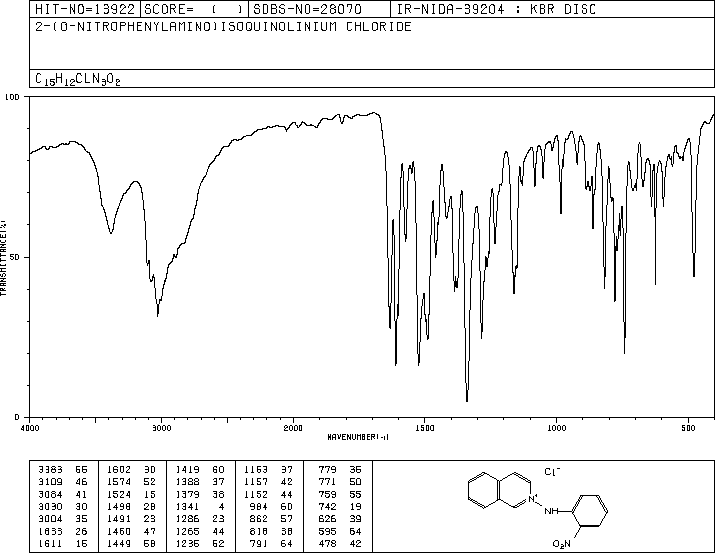 HIT-NO=13922 SCORE= ( ) SDBS-NO=28070 IR-NIDA-39204 : KBR DISC
2-(O-NITROPHENYLAMINO)ISOQUINOLINIUM CHLORIDE
C15H12CLN3O2
100
TRANSMITTANCE(%)
50
0
4000 3000 2000 1500 1000 500
WAVENUMBER(-1)
3383 55 1602 30 1419 60 1163 37 779 35
3109 46 1574 52 1388 37 1157 42 771 50
3084 41 1524 15 1379 38 1152 44 759 55
3030 30 1498 28 1341 4 984 60 742 19
3004 35 1491 23 1286 23 862 57 626 39
1633 26 1460 47 1265 44 818 38 595 64
1611 15 1449 58 1235 52 791 64 478 42
Cl-
N+
NH
O2N